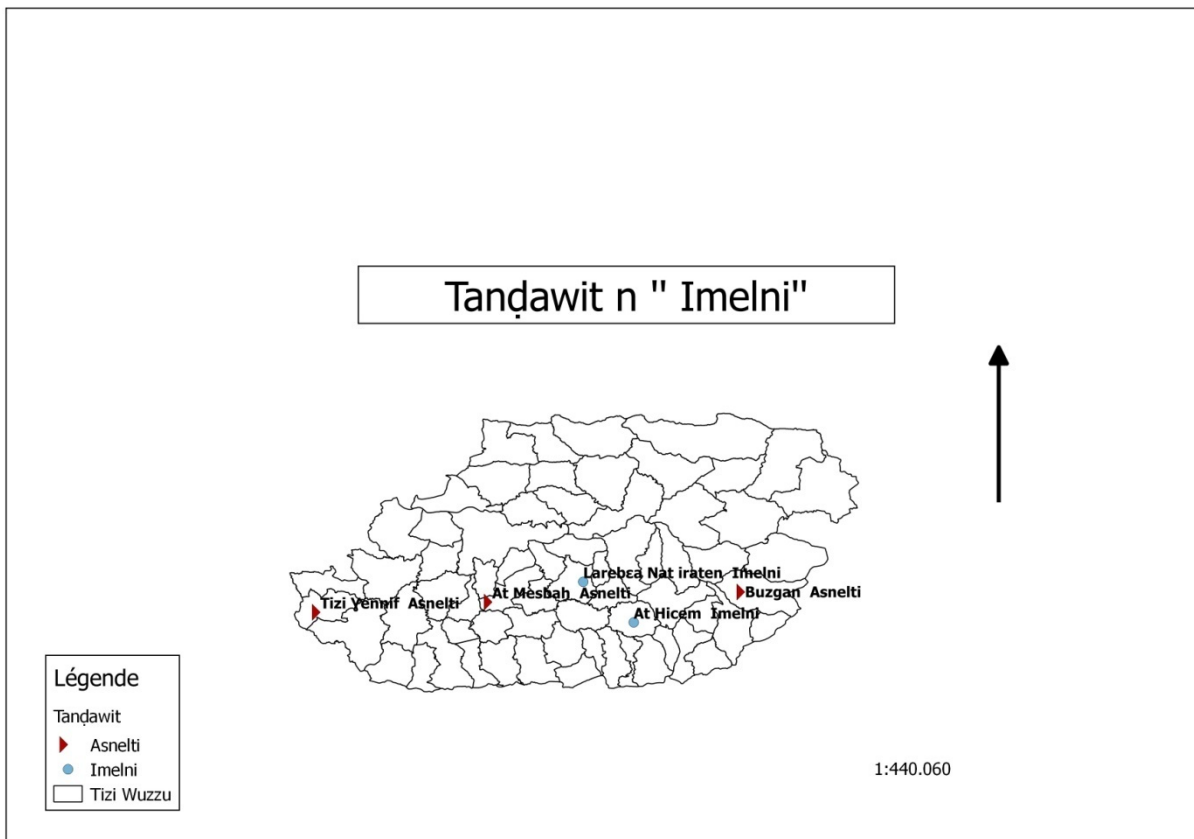 Tanḍawit n " Imelni"
Larebɛa Nat iraten Imelni
At Mesbah Asnelti
Buzgan Asnelti
Tizi Yennif Asnelti
At Hicem Imelni
Légende
Tanḍawit
Asnelti
Imelni
Tizi Wuzzu
1:440.060